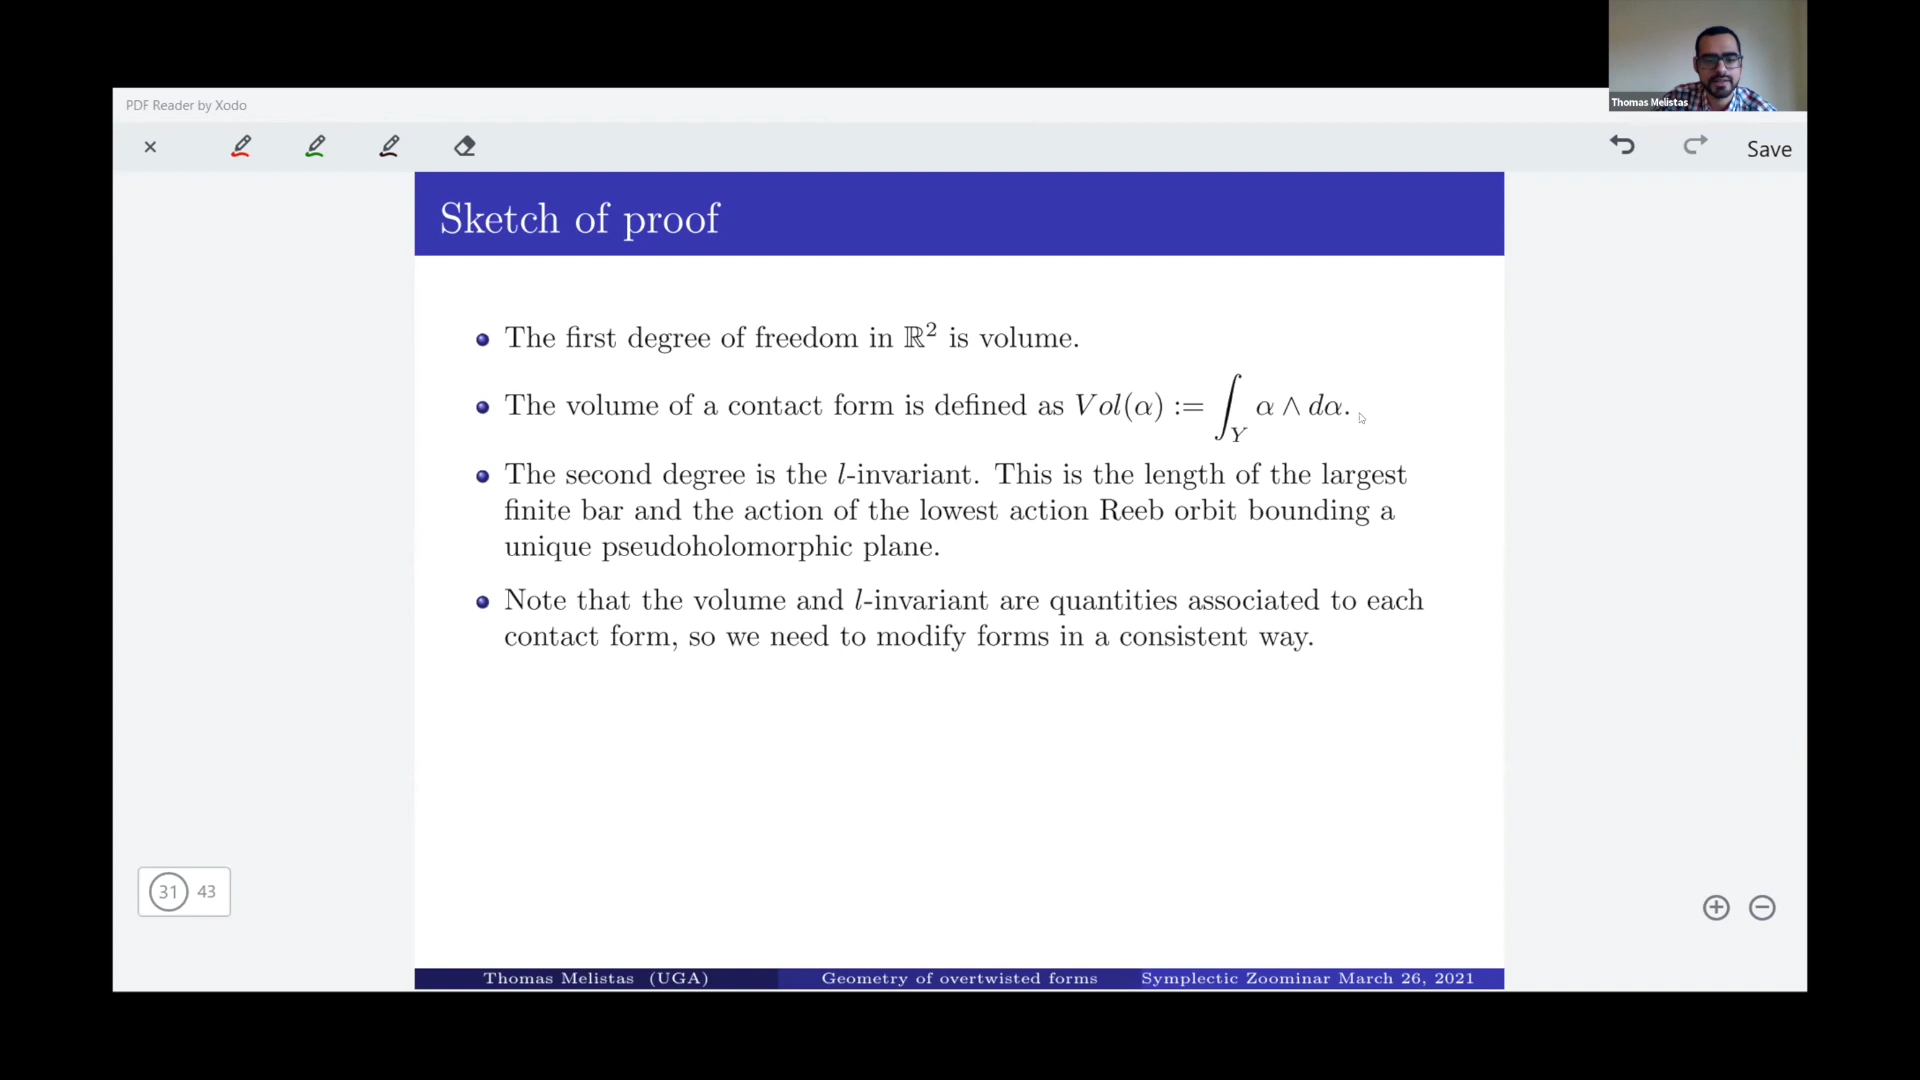 Thomas Melistas
PDF Reader by Xodo
Save
Sketch of proof
The first degree of freedom in ℝ² is volume.
The volume of a contact form is defined as Vol(α) := ∫_Y α ∧ dα.
The second degree is the l-invariant. This is the length of the largest
finite bar and the action of the lowest action Reeb orbit bounding a
unique pseudoholomorphic plane.
Note that the volume and l-invariant are quantities associated to each
contact form, so we need to modify forms in a consistent way.
31 43
Thomas Melistas (UGA) Geometry of overtwisted forms Symplectic Zoominar March 26, 2021